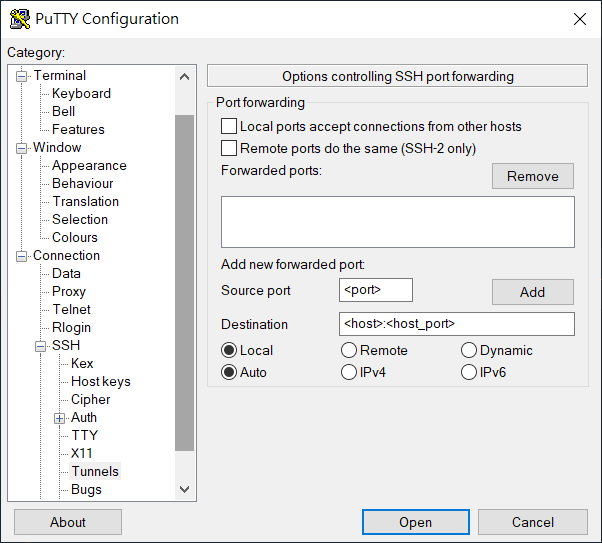 PuTTY Configuration
Category:
Terminal
Keyboard
Bell
Features
Window
Appearance
Behaviour
Translation
Selection
Colours
Connection
Data
Proxy
Telnet
Rlogin
SSH
Kex
Host keys
Cipher
Auth
TTY
X11
Tunnels
Bugs
Options controlling SSH port forwarding
Port forwarding
Local ports accept connections from other hosts
Remote ports do the same (SSH-2 only)
Forwarded ports:
Remove
Add new forwarded port:
Source port
<port>
Add
Destination
<host>:<host_port>
Local Remote Dynamic
Auto IPv4 IPv6
About
Open
Cancel